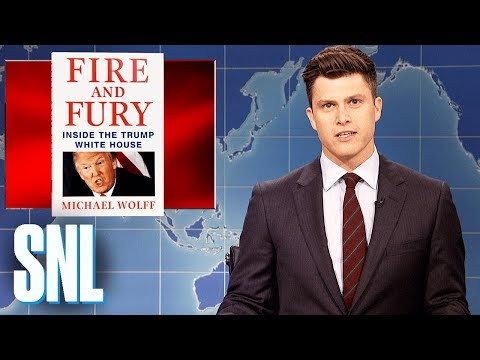 FIRE
AND
FURY
INSIDE THE TRUMP
WHITE HOUSE
MICHAEL WOLFF
SNL